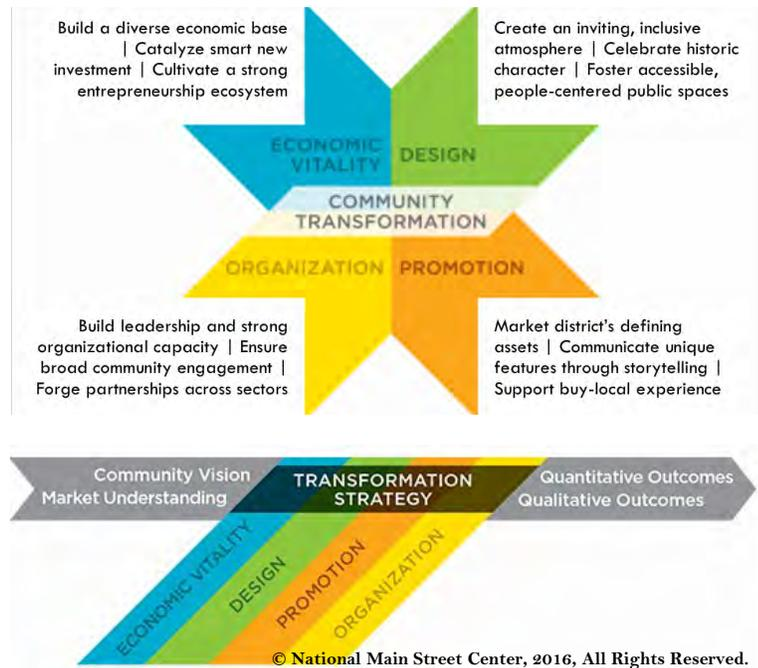 Build a diverse economic base
| Catalyze smart new
investment | Cultivate a strong
entrepreneurship ecosystem
Create an inviting, inclusive
atmosphere | Celebrate historic
character | Foster accessible,
people-centered public spaces
ECONOMIC
VITALITY
DESIGN
COMMUNITY
TRANSFORMATION
ORGANIZATION
PROMOTION
Build leadership and strong
organizational capacity | Ensure
broad community engagement |
Forge partnerships across sectors
Market district's defining
assets | Communicate unique
features through storytelling |
Support buy-local experience
Community Vision
Market Understanding
TRANSFORMATION
STRATEGY
Quantitative Outcomes
Qualitative Outcomes
ECONOMIC VITALITY
DESIGN
PROMOTION
ORGANIZATION
© National Main Street Center, 2016, All Rights Reserved.